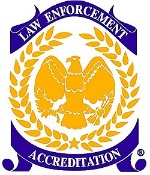 LAW ENFORCEMENT
ACCREDITATION
®